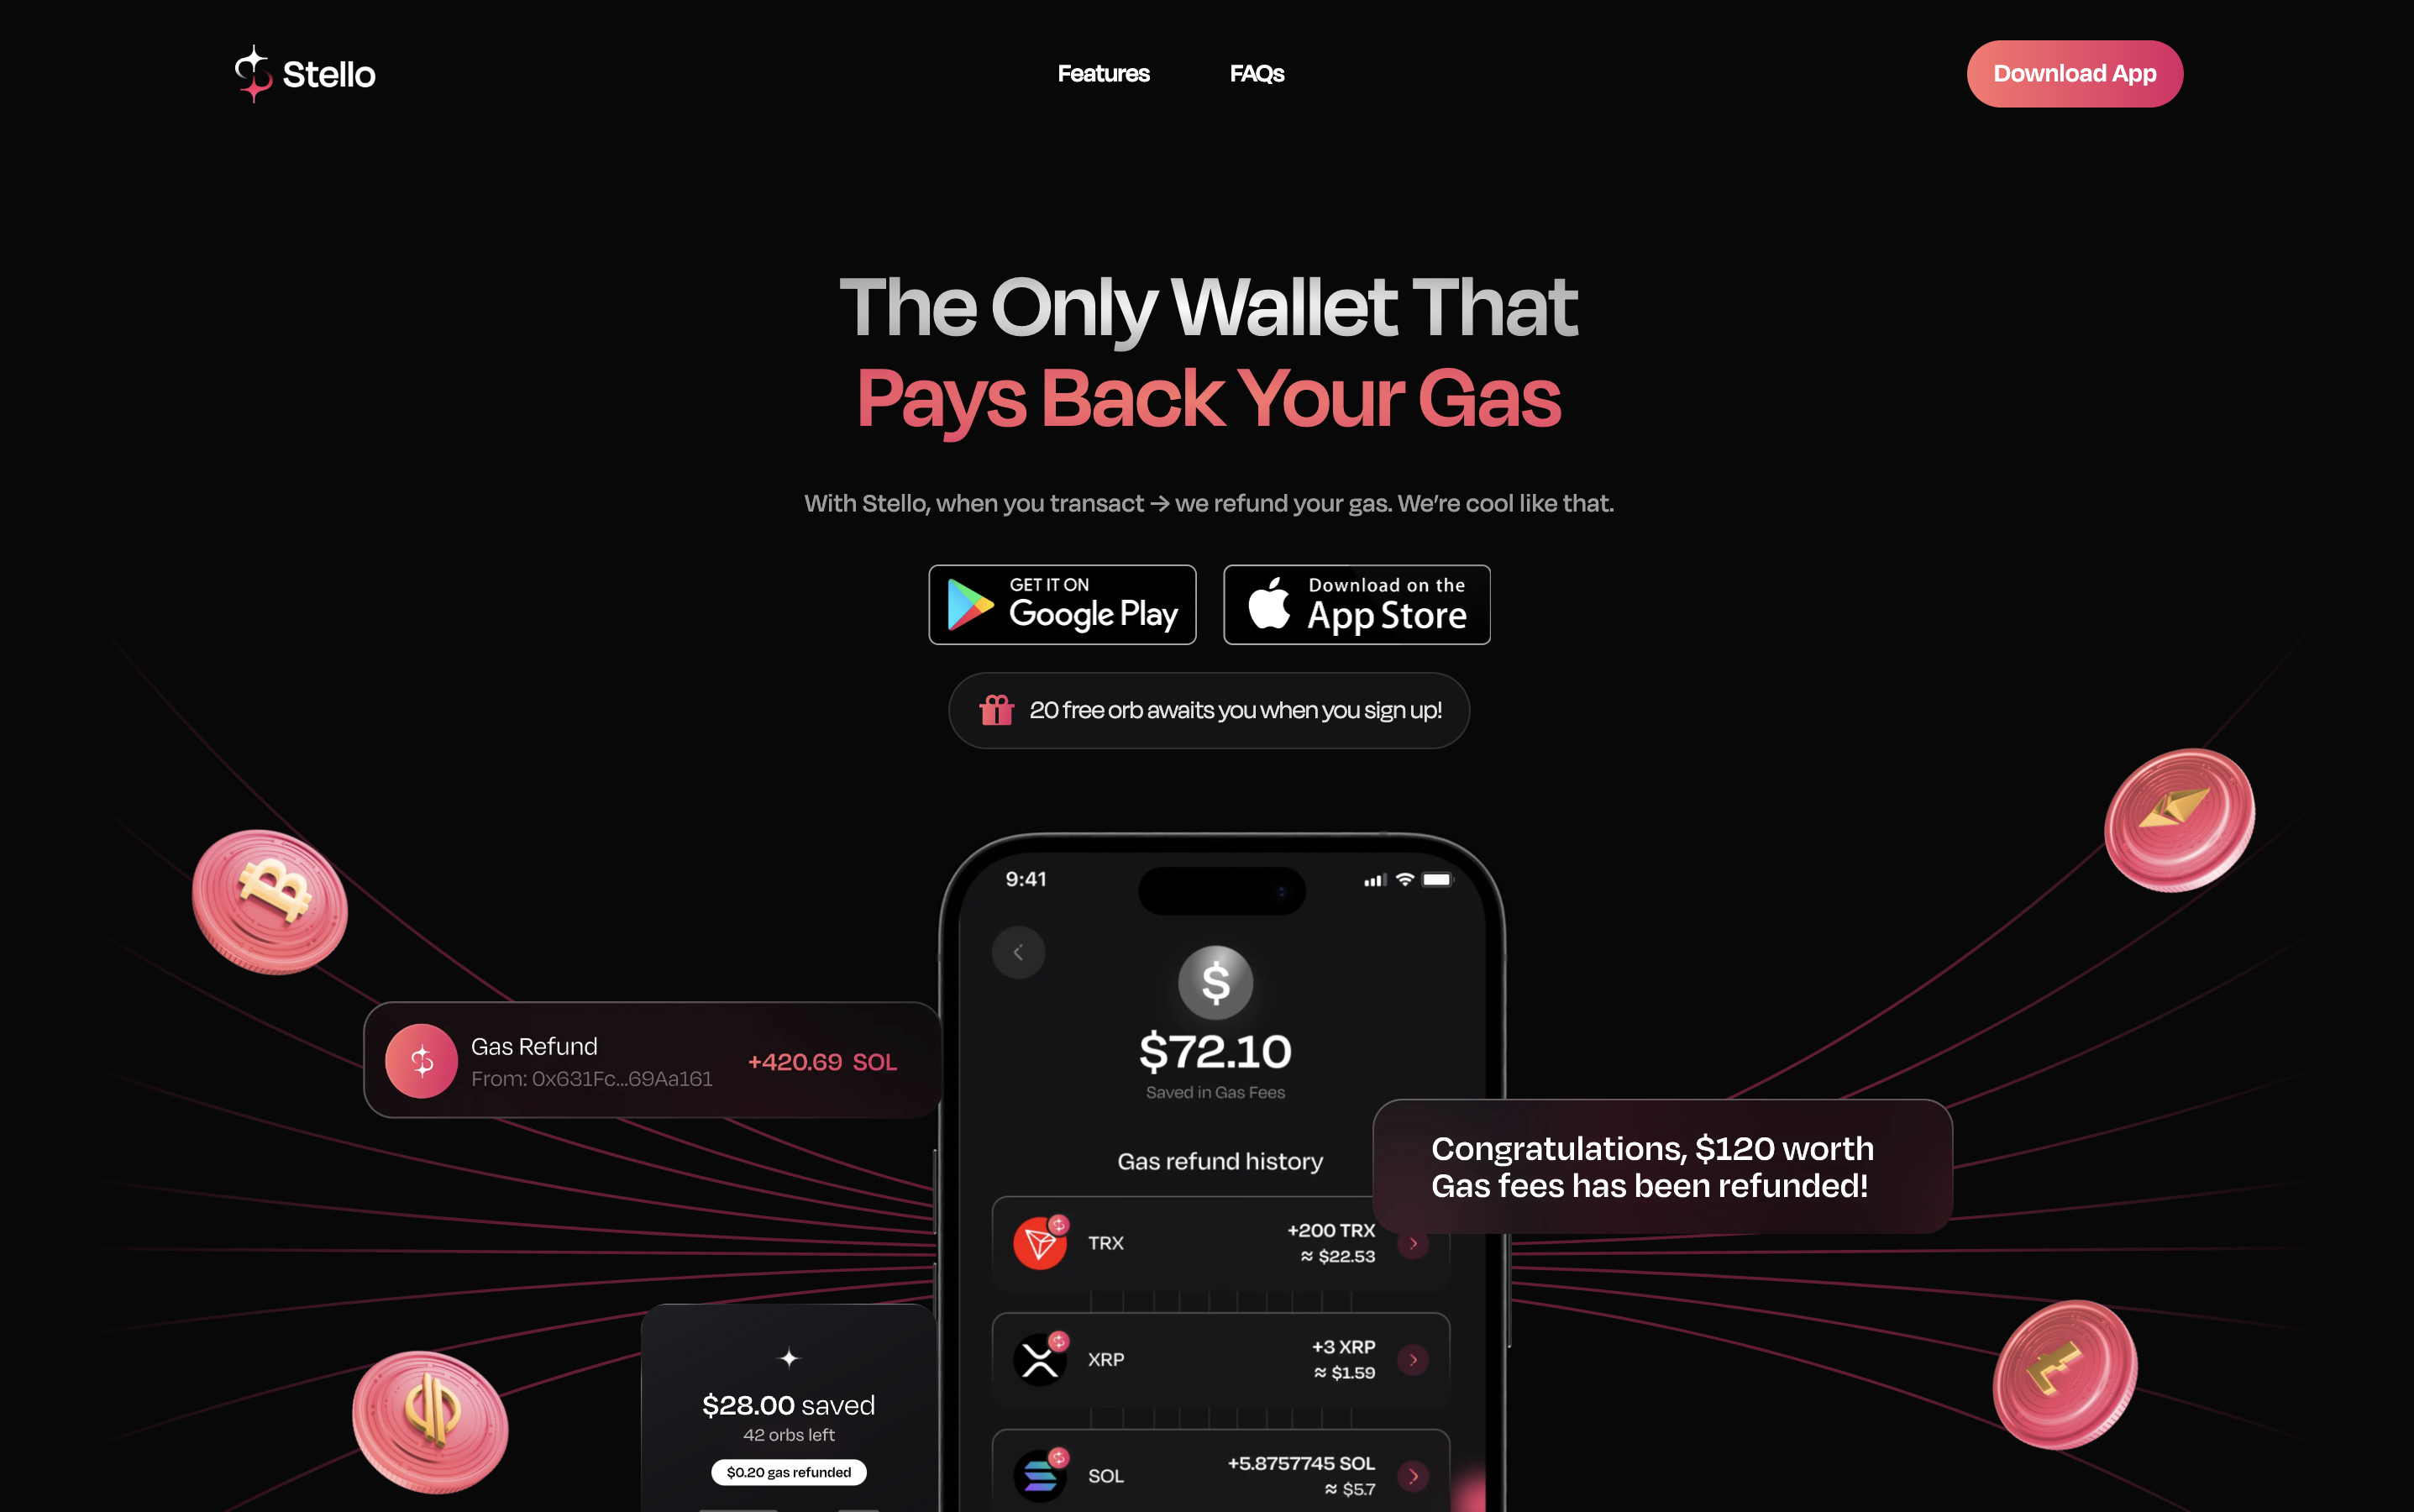 Stello
Features
FAQs
Download App
The Only Wallet That
Pays Back Your Gas
With Stello, when you transact → we refund your gas. We’re cool like that.
GET IT ON
Google Play
Download on the
App Store
20 free orb awaits you when you sign up!
9:41
$
$72.10
Saved in Gas Fees
Gas Refund
From: 0x631Fc...69Aa161
+420.69 SOL
Congratulations, $120 worth
Gas fees has been refunded!
Gas refund history
TRX
+200 TRX
≈ $22.53
XRP
+3 XRP
≈ $1.59
SOL
+5.8757745 SOL
≈ $5.7
$28.00 saved
42 orbs left
$0.20 gas refunded